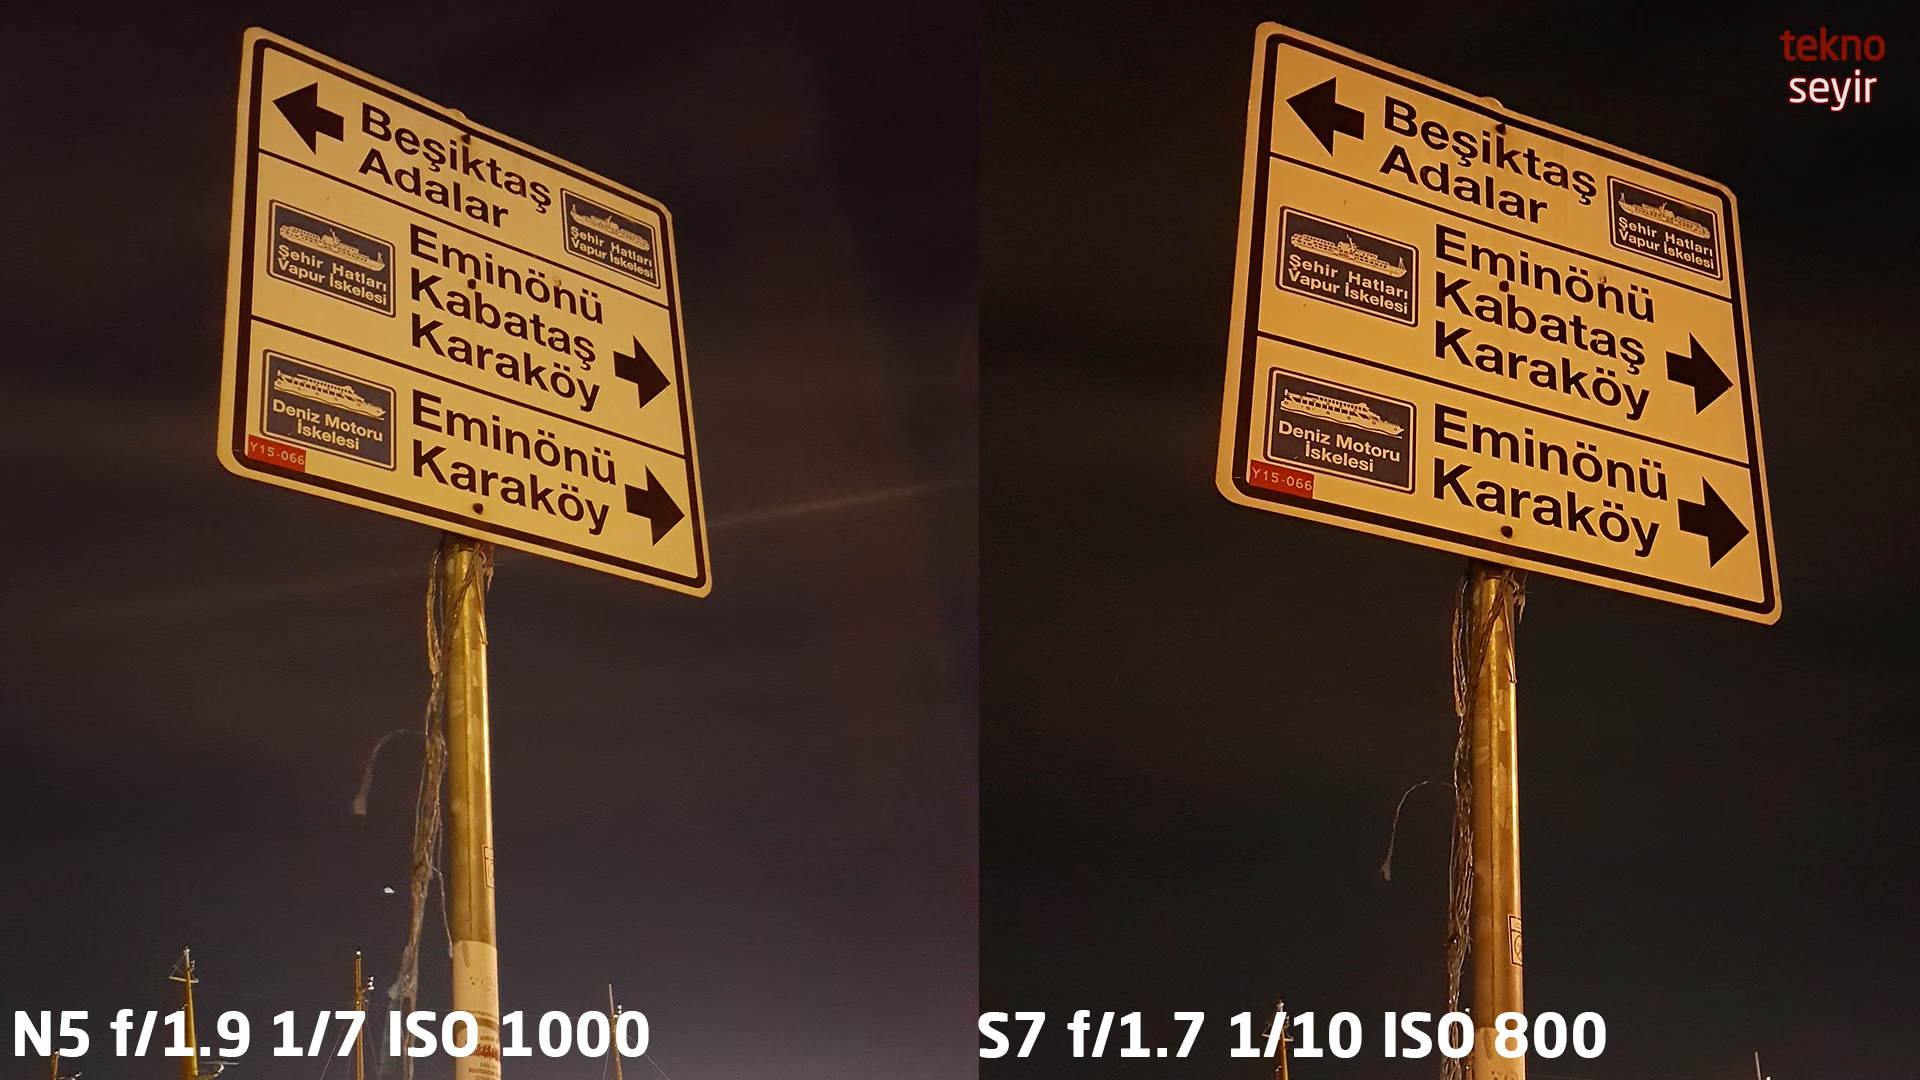 Beşiktaş
Adalar
Şehir Hatları
Vapur İskelesi
Şehir Hatları
Vapur İskelesi
Eminönü
Kabataş
Karaköy
Deniz Motoru
İskelesi
Eminönü
Karaköy
Y15-066
N5 f/1.9 1/7 ISO 1000
tekno
seyir
Beşiktaş
Adalar
Şehir Hatları
Vapur İskelesi
Şehir Hatları
Vapur İskelesi
Eminönü
Kabataş
Karaköy
Deniz Motoru
İskelesi
Eminönü
Karaköy
Y15-066
S7 f/1.7 1/10 ISO 800